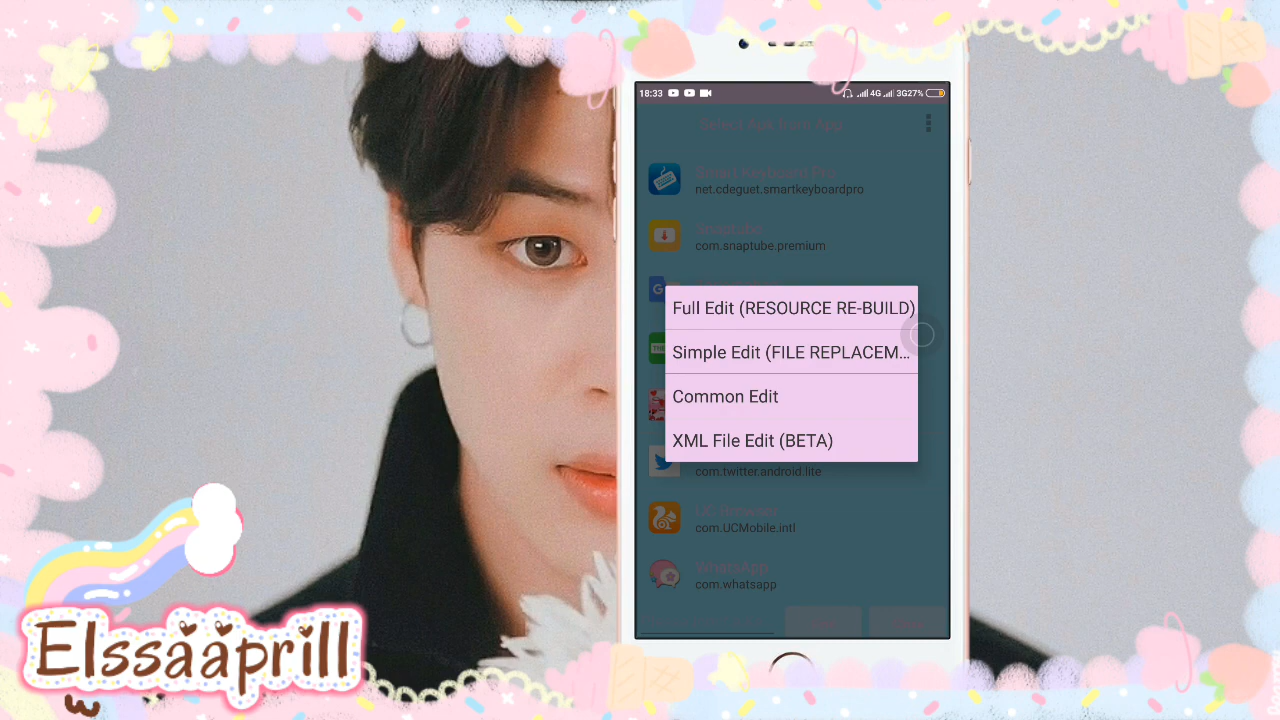 18:33
4G
3G27%
Select Apk from App
Smart Keyboard Pro
net.cdeguet.smartkeyboardpro
Snaptube
com.snaptube.premium
G
Full Edit (RESOURCE RE-BUILD)
Simple Edit (FILE REPLACEM...
Common Edit
XML File Edit (BETA)
com.twitter.android.lite
UC Browser
com.UCMobile.intl
WhatsApp
com.whatsapp
Elssaaprill